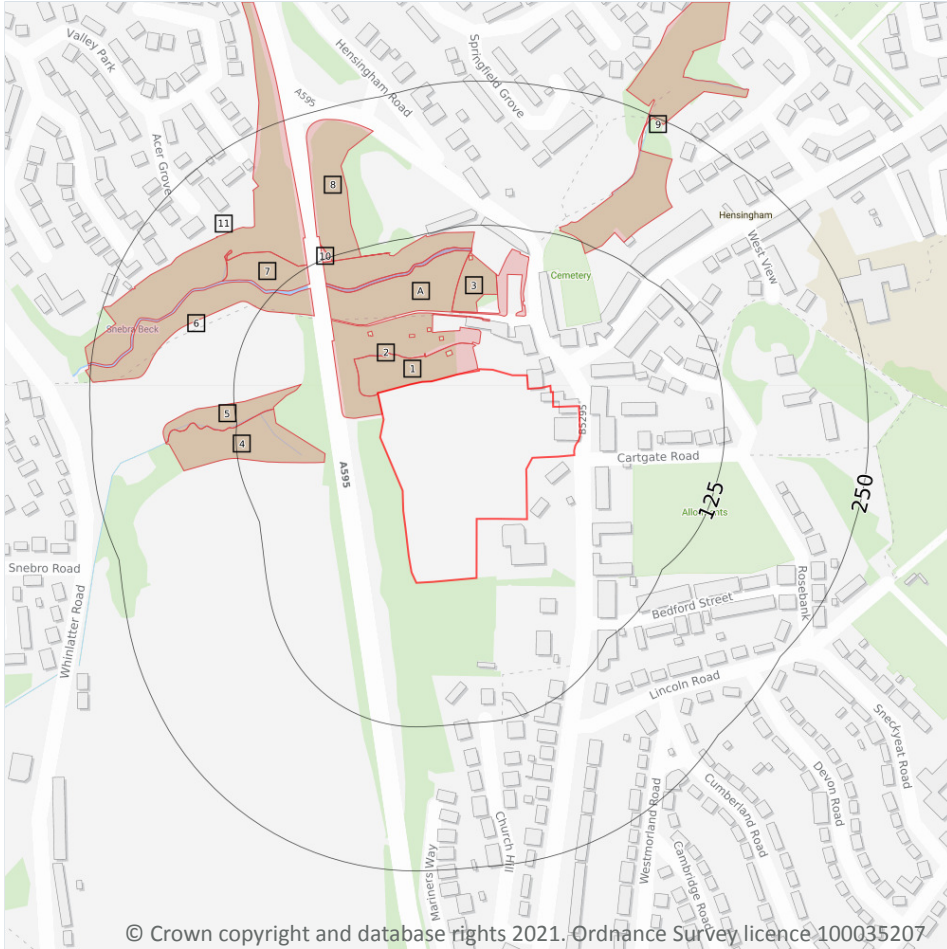 Valley Park
Hensingham Road
Springfield Grove
A595
9
Acer Grove
8
11
Hensingham
West View
10
7
Cemetery
A
3
Snebra Beck
6
2
1
5
4
B5295
A595
Cartgate Road
125
250
Allotments
Snebro Road
Whinlatter Road
Bedford Street
Rosebank
Lincoln Road
Sneckyeat Road
Devon Road
Cumberland Road
Westmorland Road
Church Hill
Cambridge Road
Mariners Way
© Crown copyright and database rights 2021. Ordnance Survey licence 100035207